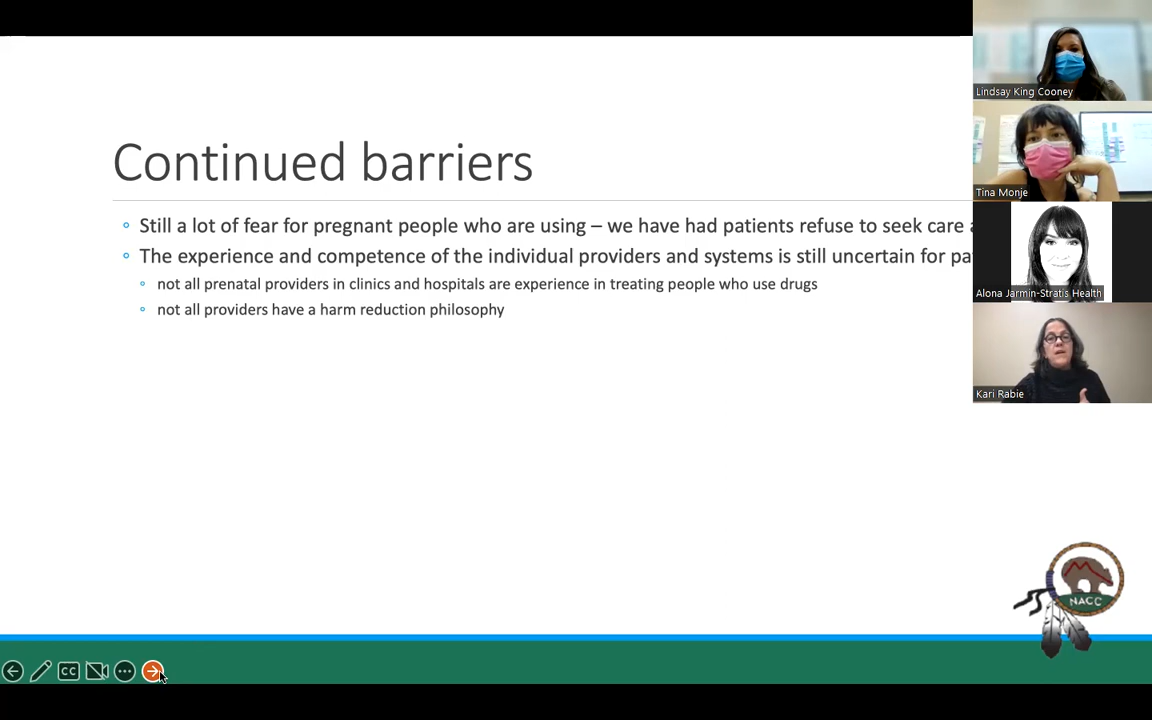 Continued barriers
Still a lot of fear for pregnant people who are using – we have had patients refuse to seek care
The experience and competence of the individual providers and systems is still uncertain for
not all prenatal providers in clinics and hospitals are experience in treating people who use drugs
not all providers have a harm reduction philosophy
Lindsay King Cooney
Tina Monje
Alona Jarmin-Stratis Health
Kari Rabie
NACC
CC